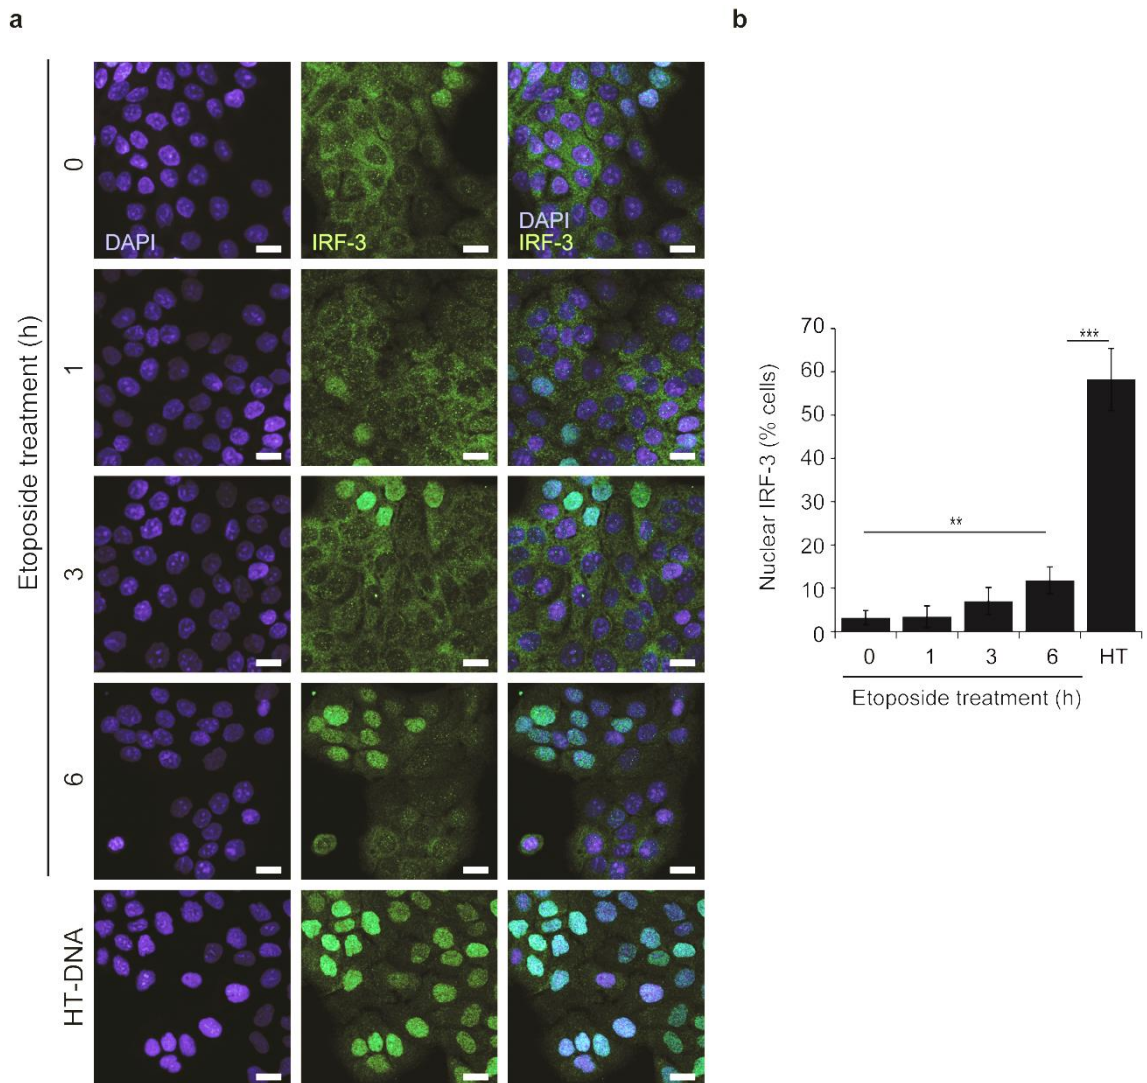 a
b
Etoposide treatment (h)
0
DAPI
IRF-3
DAPI
IRF-3
1
3
6
HT-DNA
Nuclear IRF-3 (% cells)
70
60
50
40
30
20
10
0
**
***
0 1 3 6 HT
Etoposide treatment (h)